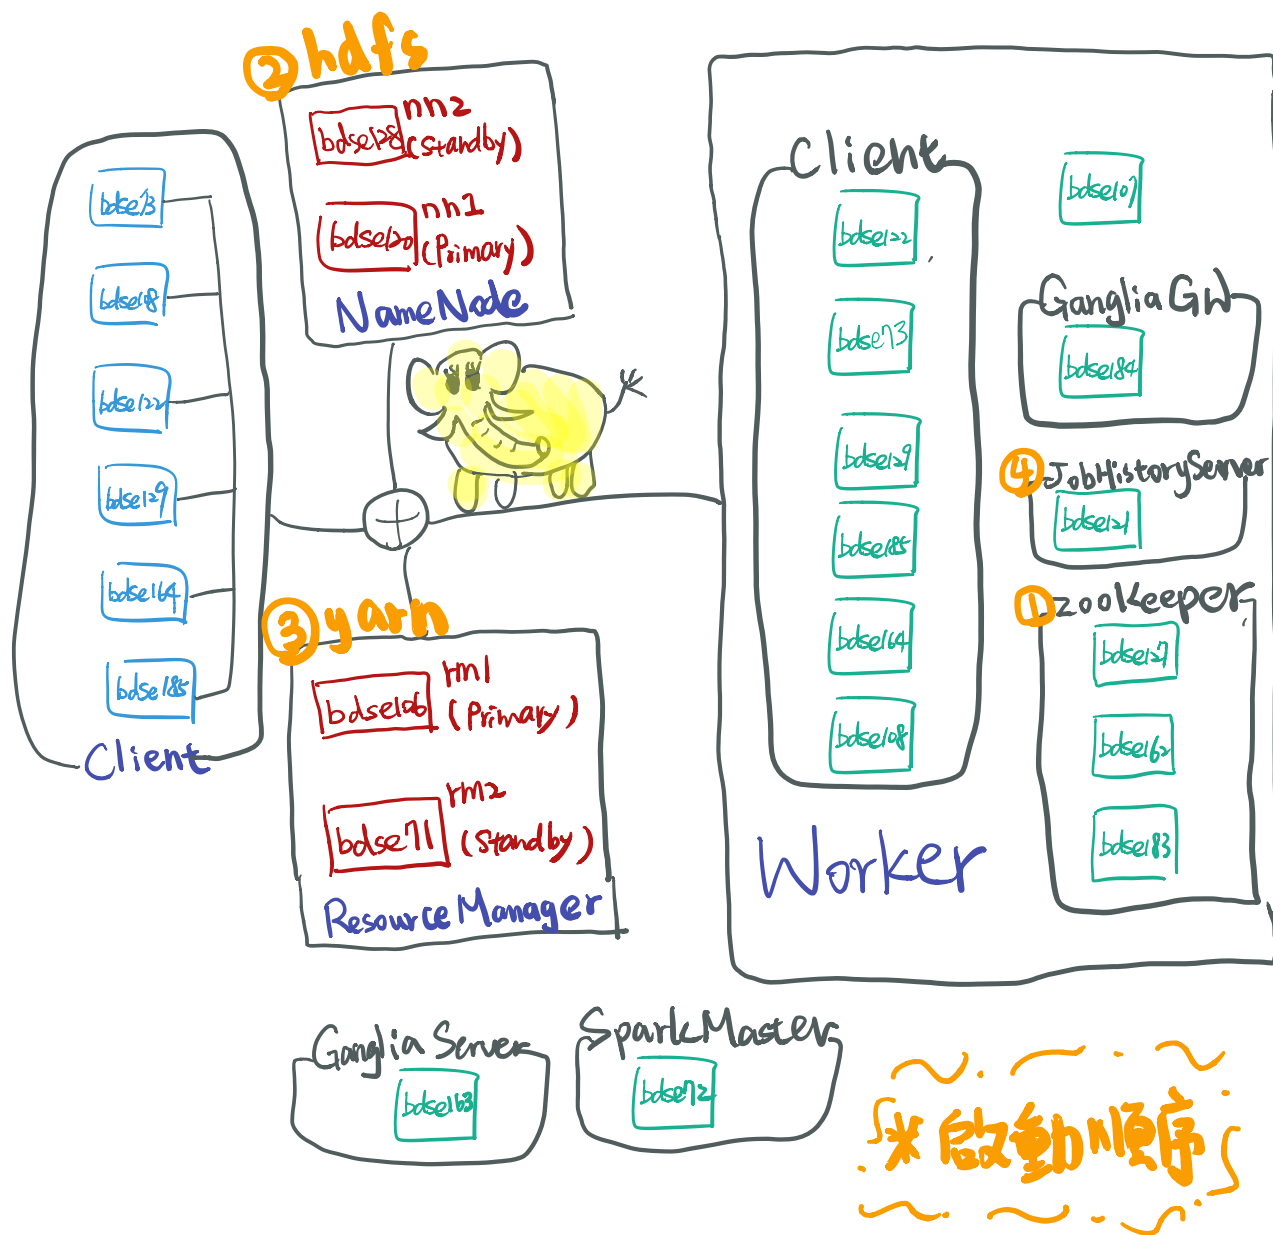 ② hdfs
bdse128
nn2
(Standby)
bdse120
nn1
(Primary)
NameNode
bdse73
bdse108
bdse122
bdse129
bdse164
bdse185
Client
③ yarn
bdse106
rm1
(Primary)
bdse71
rm2
(Standby)
ResourceManager
Client
bdse122
bdse73
bdse129
bdse185
bdse164
bdse108
Worker
bdse107
GangliaGW
bdse184
④ JobHistoryServer
bdse121
① zookeeper
bdse127
bdse162
bdse183
Ganglia Server
bdse163
SparkMaster
bdse72
※啟動順序